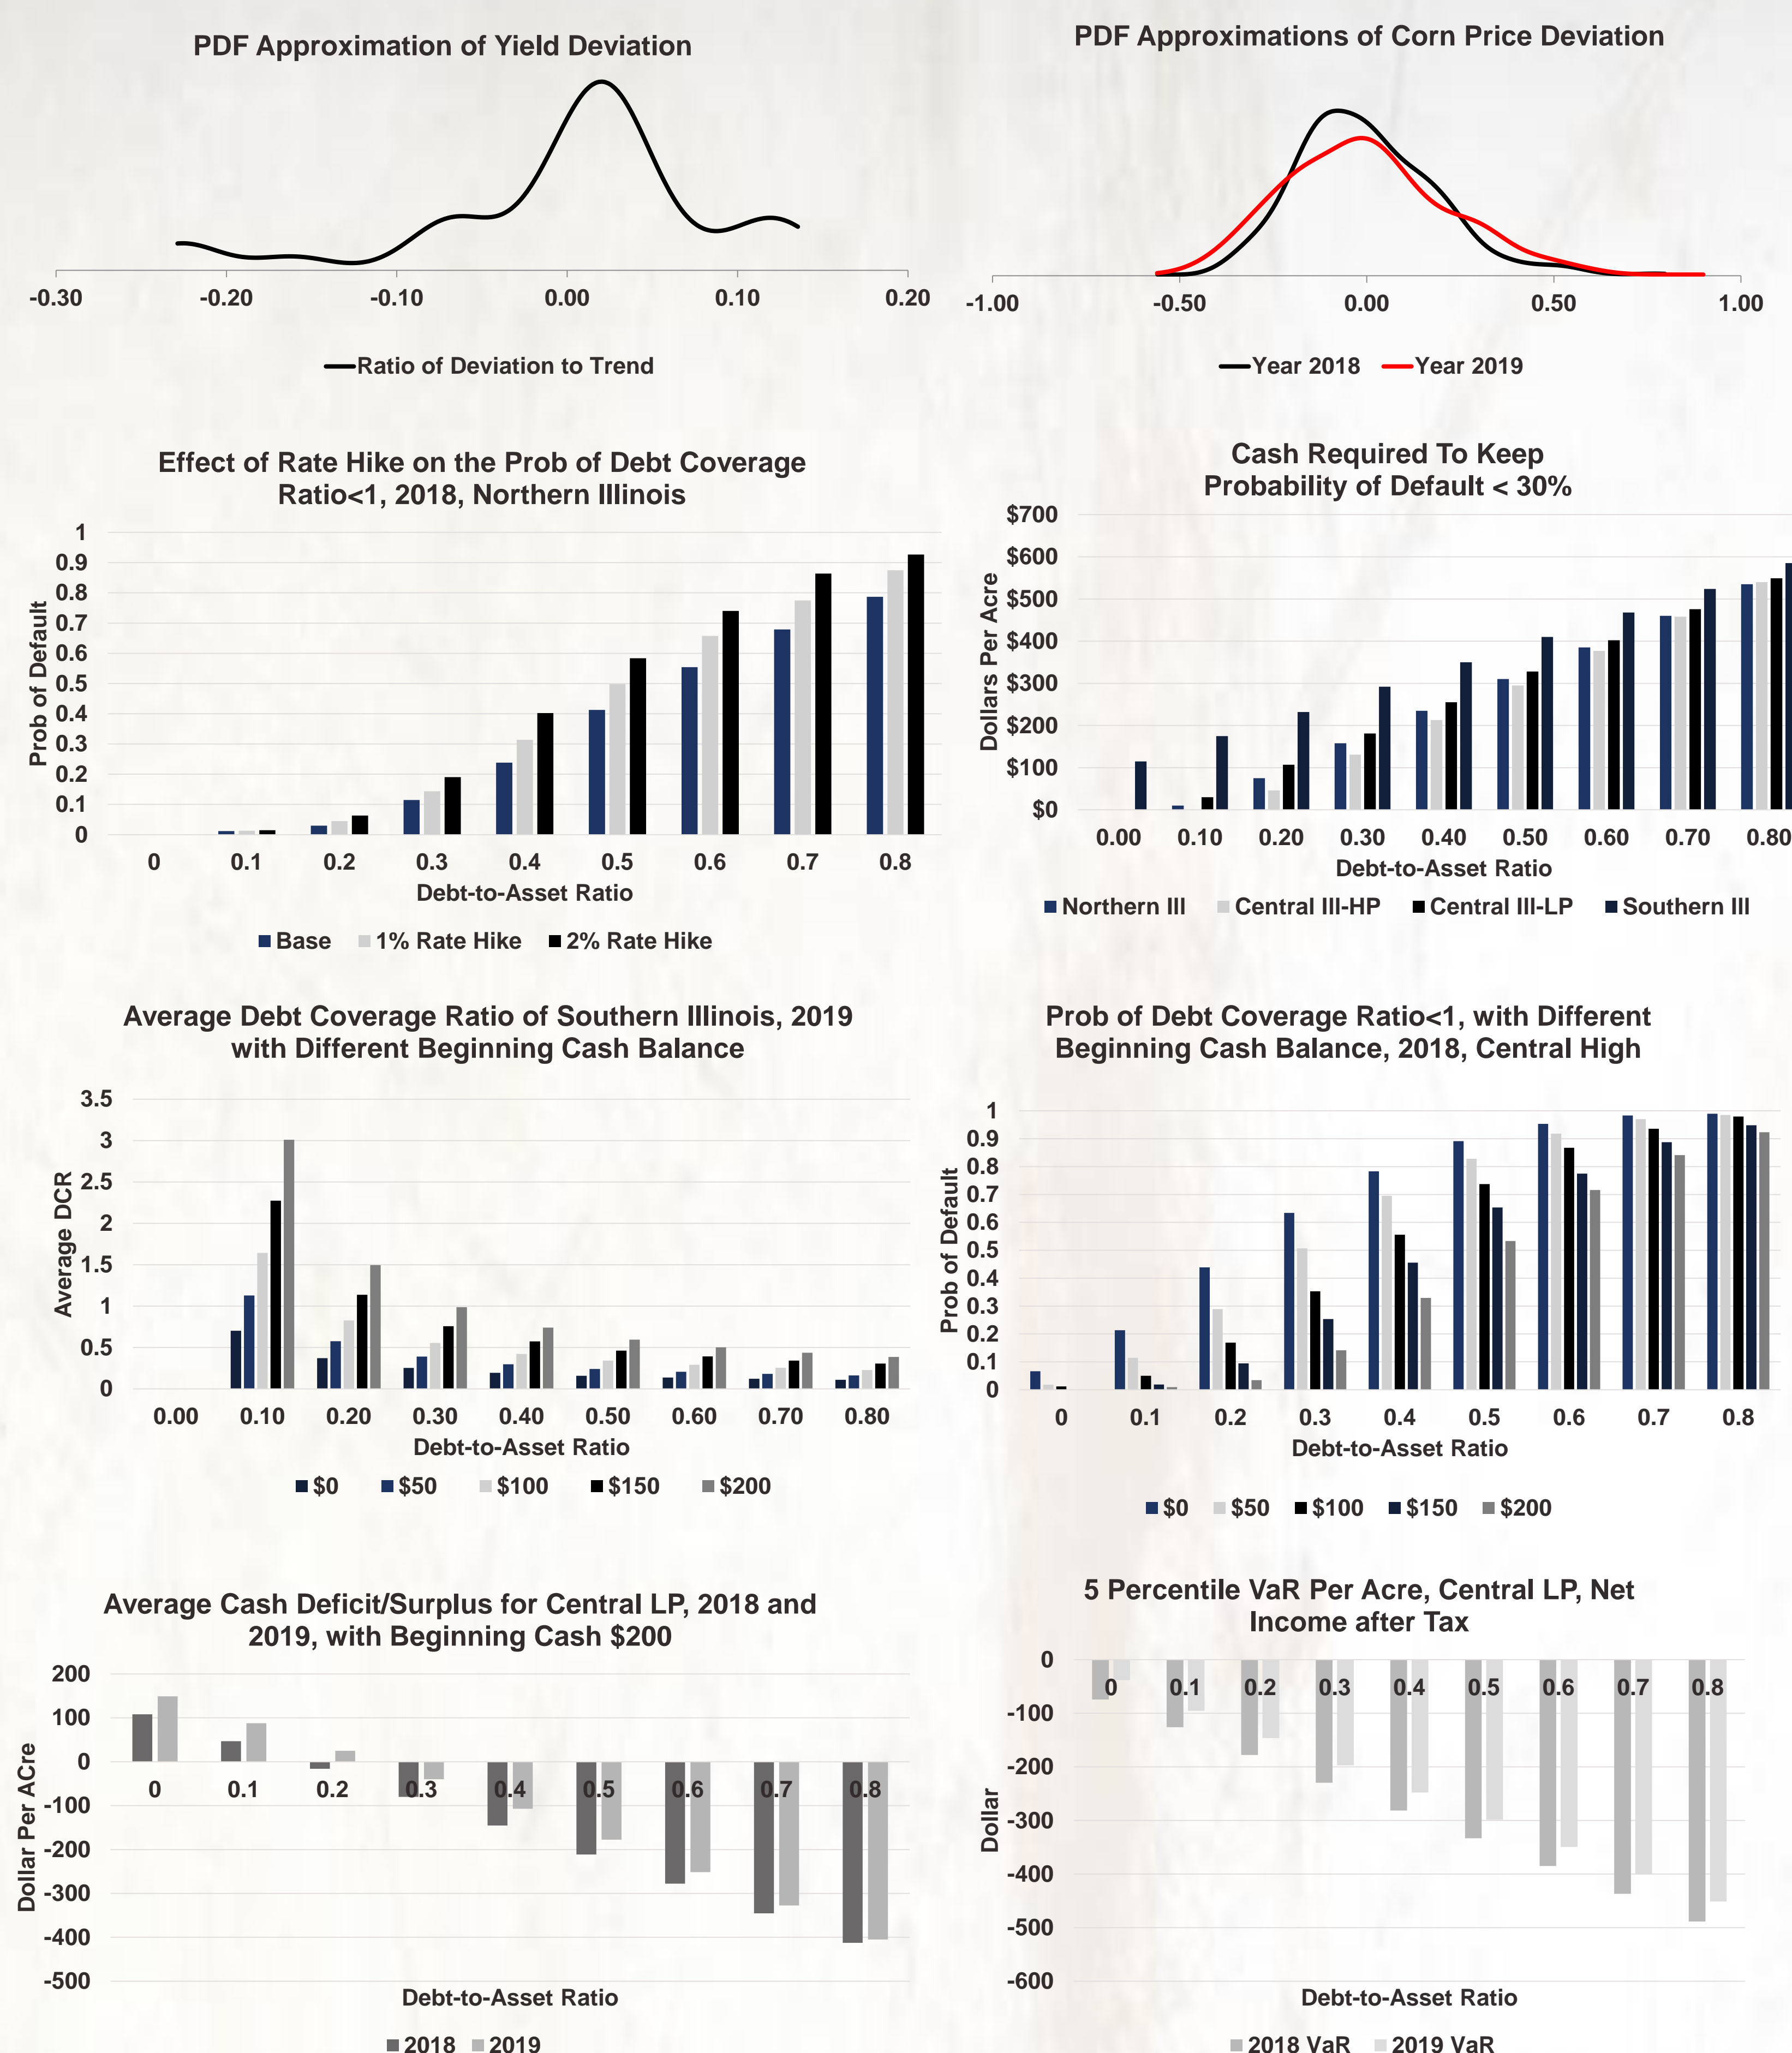 PDF Approximation of Yield Deviation
-0.30 -0.20 -0.10 0.00 0.10 0.20
Ratio of Deviation to Trend
PDF Approximations of Corn Price Deviation
-1.00 -0.50 0.00 0.50 1.00
Year 2018 Year 2019
Effect of Rate Hike on the Prob of Debt Coverage
Ratio<1, 2018, Northern Illinois
Prob of Default
1
0.9
0.8
0.7
0.6
0.5
0.4
0.3
0.2
0.1
0
0 0.1 0.2 0.3 0.4 0.5 0.6 0.7 0.8
Debt-to-Asset Ratio
Base 1% Rate Hike 2% Rate Hike
Cash Required To Keep
Probability of Default < 30%
Dollars Per Acre
$700
$600
$500
$400
$300
$200
$100
$0
0.00 0.10 0.20 0.30 0.40 0.50 0.60 0.70 0.80
Debt-to-Asset Ratio
Northern Ill Central Ill-HP Central Ill-LP Southern Ill
Average Debt Coverage Ratio of Southern Illinois, 2019
with Different Beginning Cash Balance
Average DCR
3.5
3
2.5
2
1.5
1
0.5
0
0.00 0.10 0.20 0.30 0.40 0.50 0.60 0.70 0.80
Debt-to-Asset Ratio
$0 $50 $100 $150 $200
Prob of Debt Coverage Ratio<1, with Different
Beginning Cash Balance, 2018, Central High
Prob of Default
1
0.9
0.8
0.7
0.6
0.5
0.4
0.3
0.2
0.1
0
0 0.1 0.2 0.3 0.4 0.5 0.6 0.7 0.8
Debt-to-Asset Ratio
$0 $50 $100 $150 $200
Average Cash Deficit/Surplus for Central LP, 2018 and
2019, with Beginning Cash $200
Dollar Per ACre
200
100
0
-100
-200
-300
-400
-500
0 0.1 0.2 0.3 0.4 0.5 0.6 0.7 0.8
Debt-to-Asset Ratio
2018 2019
5 Percentile VaR Per Acre, Central LP, Net
Income after Tax
Dollar
0
-100
-200
-300
-400
-500
-600
0 0.1 0.2 0.3 0.4 0.5 0.6 0.7 0.8
Debt-to-Asset Ratio
2018 VaR 2019 VaR